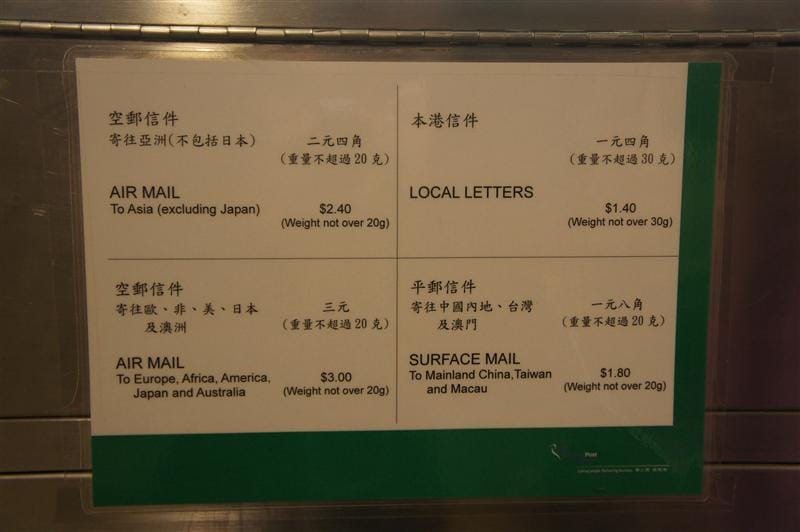 空郵信件
寄往亞洲(不包括日本)
二元四角
(重量不超過20克)
AIR MAIL
To Asia (excluding Japan)
$2.40
(Weight not over 20g)
本港信件
一元四角
(重量不超過30克)
LOCAL LETTERS
$1.40
(Weight not over 30g)
空郵信件
寄往歐、非、美、日本
及澳洲
三元
(重量不超過20克)
AIR MAIL
To Europe, Africa, America,
Japan and Australia
$3.00
(Weight not over 20g)
平郵信件
寄往中國內地、台灣
及澳門
一元八角
(重量不超過20克)
SURFACE MAIL
To Mainland China,Taiwan
and Macau
$1.80
(Weight not over 20g)
Post